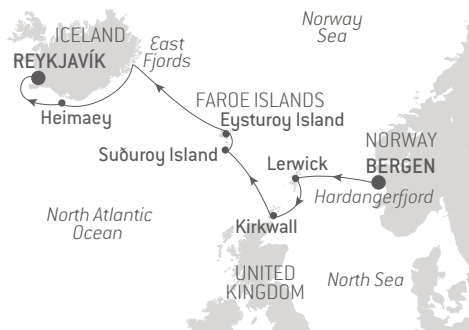 Norway
Sea
ICELAND
East
Fjords
REYKJAVÍK
Heimaey
FAROE ISLANDS
Eysturoy Island
Suðuroy Island
NORWAY
Lerwick
BERGEN
Hardangerfjord
North Atlantic
Ocean
Kirkwall
UNITED
KINGDOM
North Sea